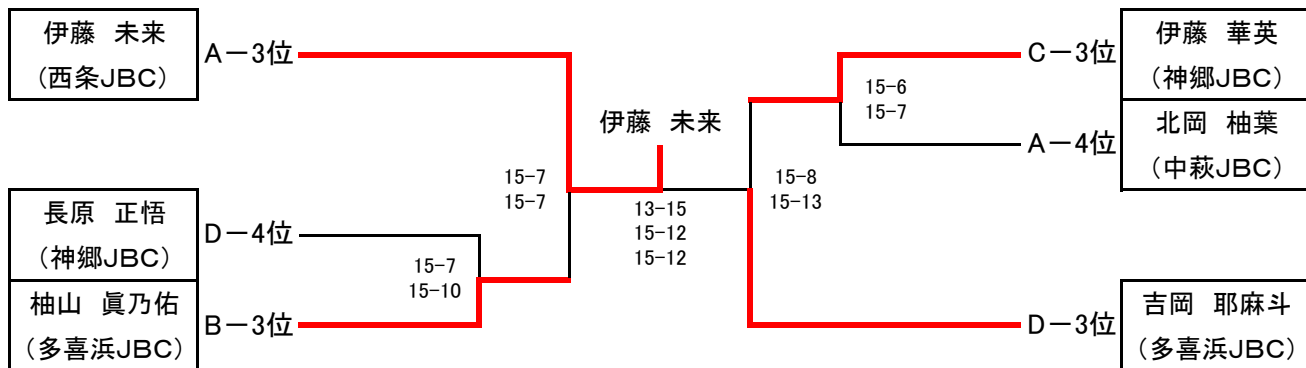 伊藤 未来
(西条JBC)
A-3位
長原 正悟
(神郷JBC)
D-4位
柚山 眞乃佑
(多喜浜JBC)
B-3位
15-7
15-10
15-7
15-7
伊藤 未来
13-15
15-12
15-12
15-8
15-13
15-6
15-7
C-3位
伊藤 華英
(神郷JBC)
A-4位
北岡 柚葉
(中萩JBC)
D-3位
吉岡 耶麻斗
(多喜浜JBC)